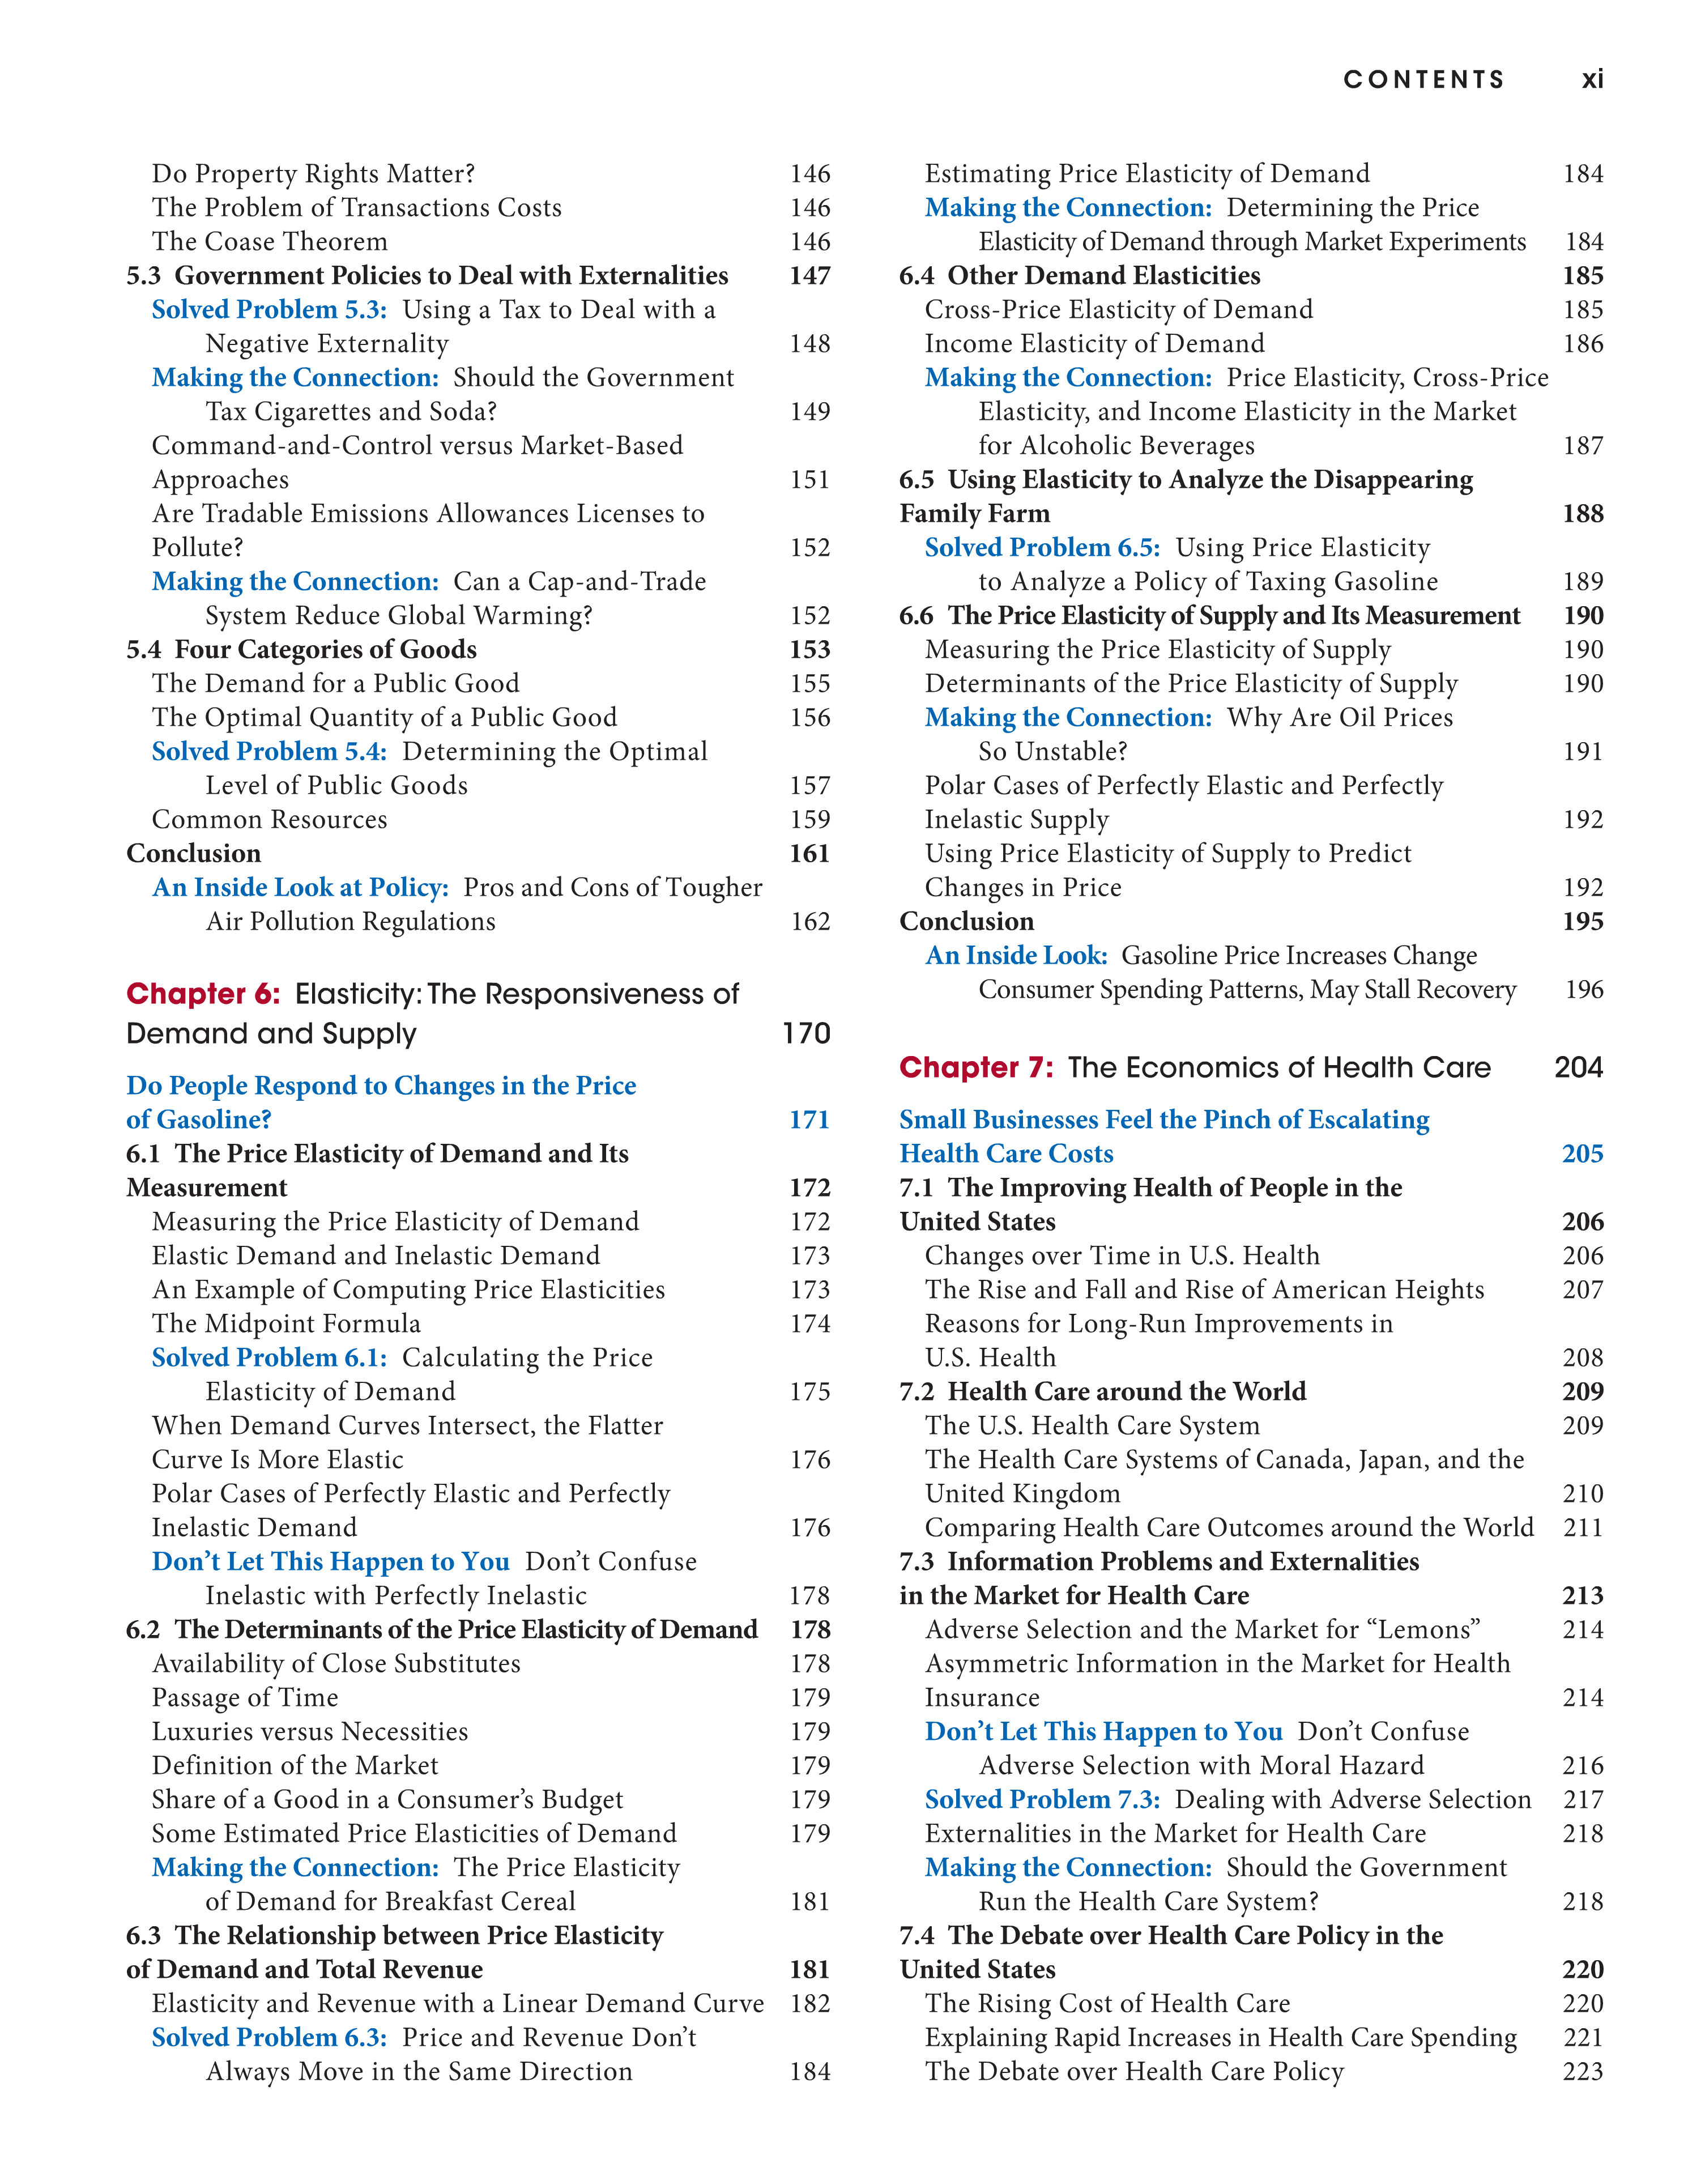 CONTENTS xi
Do Property Rights Matter? 146
The Problem of Transactions Costs 146
The Coase Theorem 146
5.3 Government Policies to Deal with Externalities 147
Solved Problem 5.3: Using a Tax to Deal with a
Negative Externality 148
Making the Connection: Should the Government
Tax Cigarettes and Soda? 149
Command-and-Control versus Market-Based
Approaches 151
Are Tradable Emissions Allowances Licenses to
Pollute? 152
Making the Connection: Can a Cap-and-Trade
System Reduce Global Warming? 152
5.4 Four Categories of Goods 153
The Demand for a Public Good 155
The Optimal Quantity of a Public Good 156
Solved Problem 5.4: Determining the Optimal
Level of Public Goods 157
Common Resources 159
Conclusion 161
An Inside Look at Policy: Pros and Cons of Tougher
Air Pollution Regulations 162
Chapter 6: Elasticity: The Responsiveness of
Demand and Supply 170
Do People Respond to Changes in the Price
of Gasoline? 171
6.1 The Price Elasticity of Demand and Its
Measurement 172
Measuring the Price Elasticity of Demand 172
Elastic Demand and Inelastic Demand 173
An Example of Computing Price Elasticities 173
The Midpoint Formula 174
Solved Problem 6.1: Calculating the Price
Elasticity of Demand 175
When Demand Curves Intersect, the Flatter
Curve Is More Elastic 176
Polar Cases of Perfectly Elastic and Perfectly
Inelastic Demand 176
Don't Let This Happen to You Don't Confuse
Inelastic with Perfectly Inelastic 178
6.2 The Determinants of the Price Elasticity of Demand 178
Availability of Close Substitutes 178
Passage of Time 179
Luxuries versus Necessities 179
Definition of the Market 179
Share of a Good in a Consumer's Budget 179
Some Estimated Price Elasticities of Demand 179
Making the Connection: The Price Elasticity
of Demand for Breakfast Cereal 181
6.3 The Relationship between Price Elasticity
of Demand and Total Revenue 181
Elasticity and Revenue with a Linear Demand Curve 182
Solved Problem 6.3: Price and Revenue Don't
Always Move in the Same Direction 184
Estimating Price Elasticity of Demand 184
Making the Connection: Determining the Price
Elasticity of Demand through Market Experiments 184
6.4 Other Demand Elasticities 185
Cross-Price Elasticity of Demand 185
Income Elasticity of Demand 186
Making the Connection: Price Elasticity, Cross-Price
Elasticity, and Income Elasticity in the Market
for Alcoholic Beverages 187
6.5 Using Elasticity to Analyze the Disappearing
Family Farm 188
Solved Problem 6.5: Using Price Elasticity
to Analyze a Policy of Taxing Gasoline 189
6.6 The Price Elasticity of Supply and Its Measurement 190
Measuring the Price Elasticity of Supply 190
Determinants of the Price Elasticity of Supply 190
Making the Connection: Why Are Oil Prices
So Unstable? 191
Polar Cases of Perfectly Elastic and Perfectly
Inelastic Supply 192
Using Price Elasticity of Supply to Predict
Changes in Price 192
Conclusion 195
An Inside Look: Gasoline Price Increases Change
Consumer Spending Patterns, May Stall Recovery 196
Chapter 7: The Economics of Health Care 204
Small Businesses Feel the Pinch of Escalating
Health Care Costs 205
7.1 The Improving Health of People in the
United States 206
Changes over Time in U.S. Health 206
The Rise and Fall and Rise of American Heights 207
Reasons for Long-Run Improvements in
U.S. Health 208
7.2 Health Care around the World 209
The U.S. Health Care System 209
The Health Care Systems of Canada, Japan, and the
United Kingdom 210
Comparing Health Care Outcomes around the World 211
7.3 Information Problems and Externalities
in the Market for Health Care 213
Adverse Selection and the Market for “Lemons” 214
Asymmetric Information in the Market for Health
Insurance 214
Don't Let This Happen to You Don't Confuse
Adverse Selection with Moral Hazard 216
Solved Problem 7.3: Dealing with Adverse Selection 217
Externalities in the Market for Health Care 218
Making the Connection: Should the Government
Run the Health Care System? 218
7.4 The Debate over Health Care Policy in the
United States 220
The Rising Cost of Health Care 220
Explaining Rapid Increases in Health Care Spending 221
The Debate over Health Care Policy 223